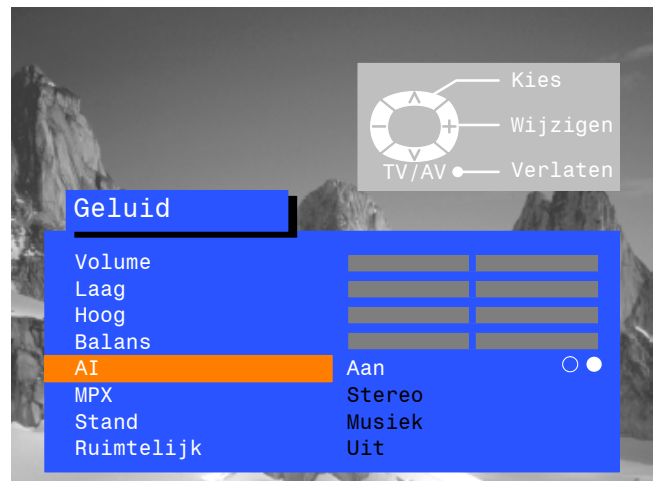 Kies
Wijzigen
TV/AV Verlaten
Geluid
Volume
Laag
Hoog
Balans
AI Aan
MPX Stereo
Stand Musiek
Ruimtelijk Uit